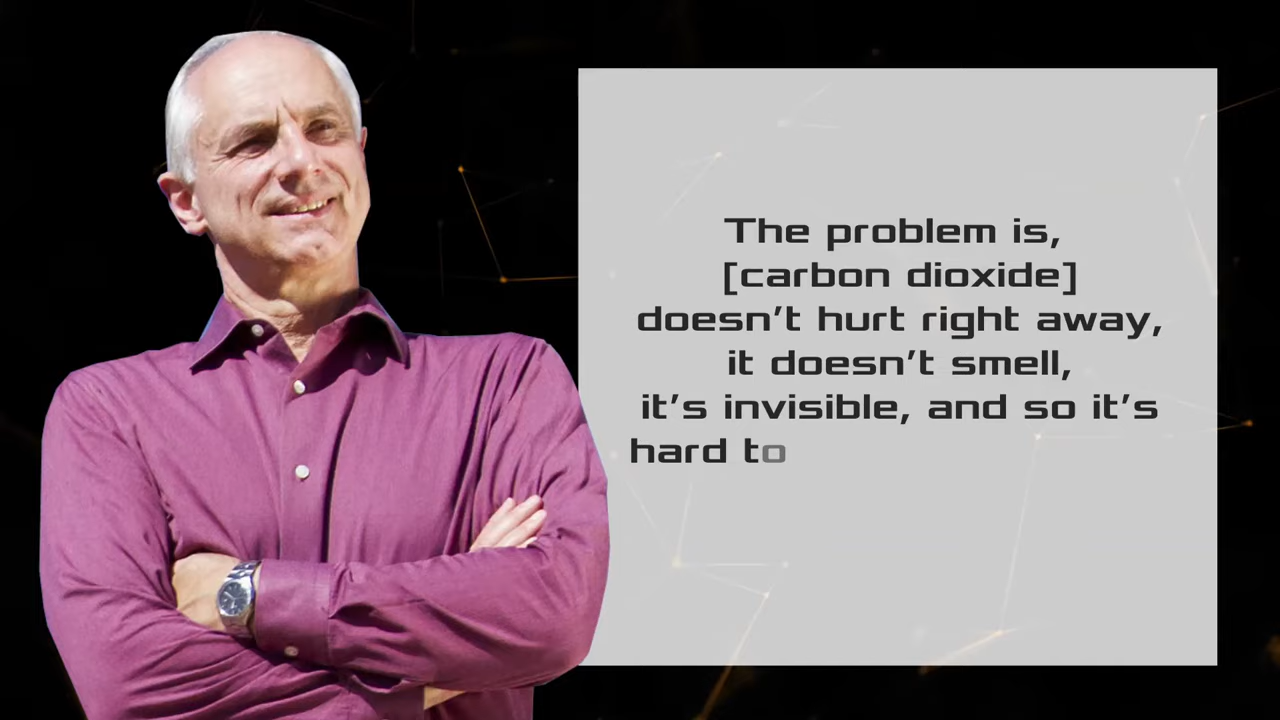 The problem is,
[carbon dioxide]
doesn’t hurt right away,
it doesn’t smell,
it’s invisible, and so it’s
hard to